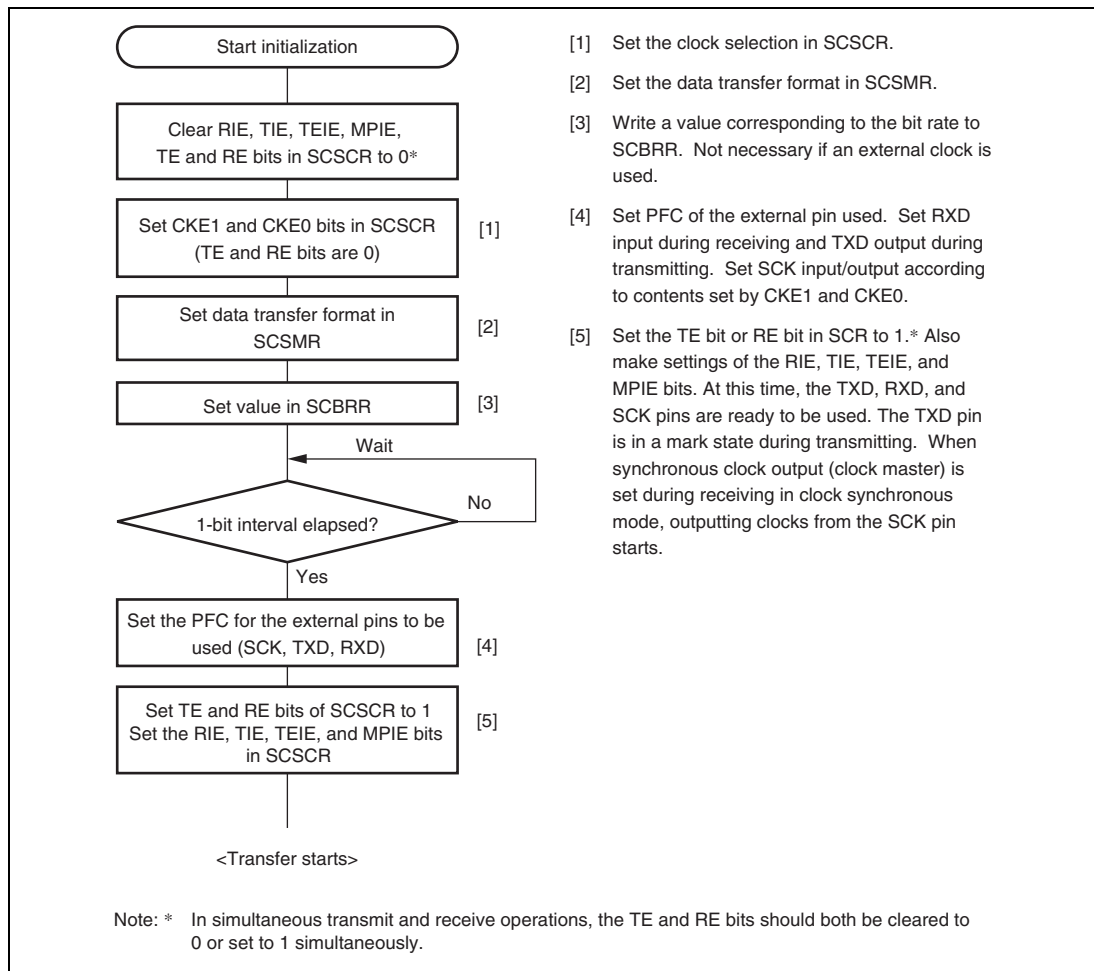 Start initialization
Clear RIE, TIE, TEIE, MPIE,
TE and RE bits in SCSCR to 0*
Set CKE1 and CKE0 bits in SCSCR
(TE and RE bits are 0)
[1]
Set data transfer format in
SCSMR
[2]
Set value in SCBRR
[3]
Wait
No
1-bit interval elapsed?
Yes
Set the PFC for the external pins to be
used (SCK, TXD, RXD)
[4]
Set TE and RE bits of SCSCR to 1
Set the RIE, TIE, TEIE, and MPIE bits
in SCSCR
[5]
<Transfer starts>
[1] Set the clock selection in SCSCR.
[2] Set the data transfer format in SCSMR.
[3] Write a value corresponding to the bit rate to
SCBRR. Not necessary if an external clock is
used.
[4] Set PFC of the external pin used. Set RXD
input during receiving and TXD output during
transmitting. Set SCK input/output according
to contents set by CKE1 and CKE0.
[5] Set the TE bit or RE bit in SCR to 1.* Also
make settings of the RIE, TIE, TEIE, and
MPIE bits. At this time, the TXD, RXD, and
SCK pins are ready to be used. The TXD pin
is in a mark state during transmitting. When
synchronous clock output (clock master) is
set during receiving in clock synchronous
mode, outputting clocks from the SCK pin
starts.
Note: * In simultaneous transmit and receive operations, the TE and RE bits should both be cleared to
0 or set to 1 simultaneously.